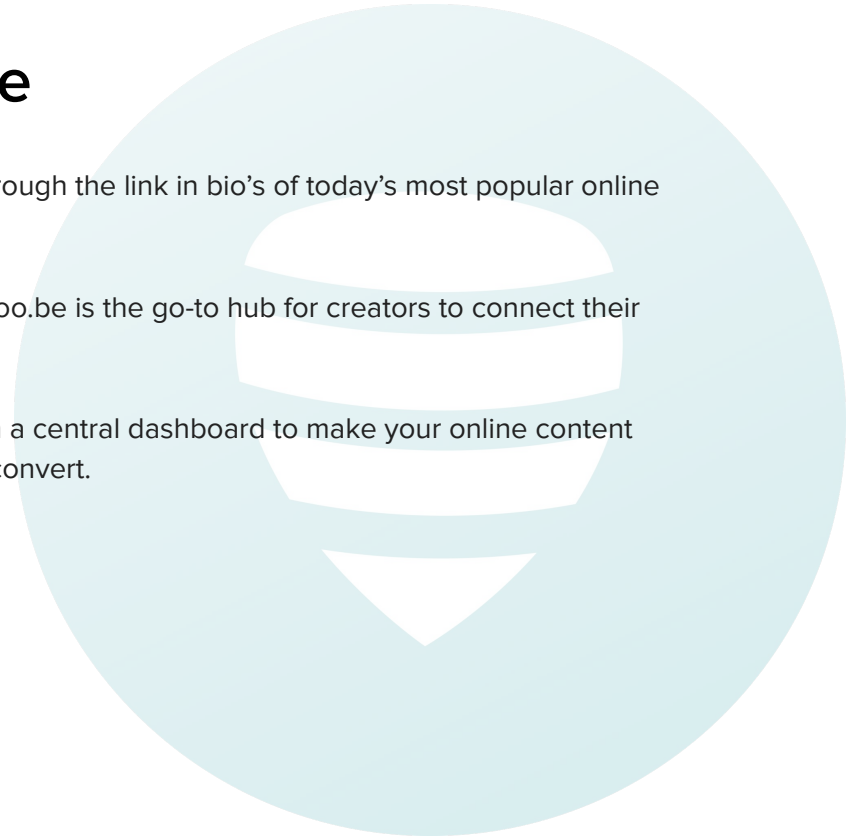 e
rough the link in bio's of today's most popular online
oo.be is the go-to hub for creators to connect their
a central dashboard to make your online content
convert.